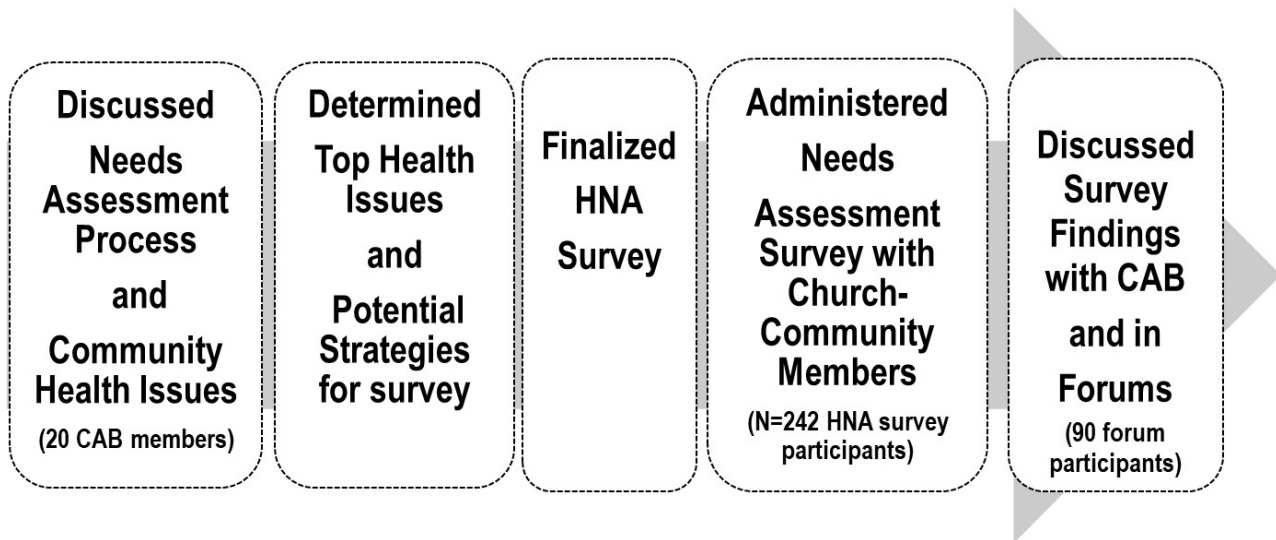 Discussed
Needs
Assessment
Process
and
Community
Health Issues
(20 CAB members)
Determined
Top Health
Issues
and
Potential
Strategies
for survey
Finalized
HNA
Survey
Administered
Needs
Assessment
Survey with
Church-
Community
Members
(N=242 HNA survey
participants)
Discussed
Survey
Findings
with CAB
and in
Forums
(90 forum
participants)